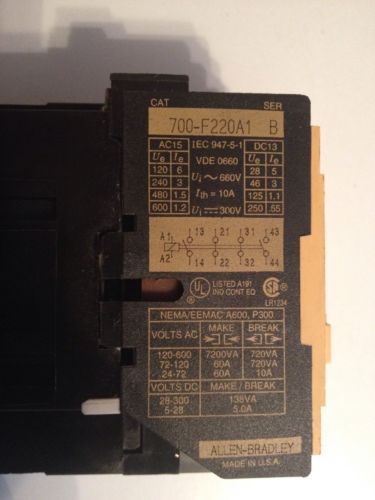 CAT SER
700-F220A1 B
AC15 IEC 947-5-1 DC13
Ue Ie VDE 0660 Ue Ie
120 6 Ui ~ 660V 28 5
240 3 46 3
480 1.5 Ith = 10A 125 1.1
600 1.2 Ui ⎓ 300V 250 .55
A1 13 21 31 43
A2 14 22 32 44
UL LISTED A191 IND CONT EQ SA
LR1234
NEMA/EEMAC A600, P300
VOLTS AC MAKE BREAK
120-600 7200VA 720VA
72-120 60A 720VA
24-72 60A 10A
VOLTS DC MAKE / BREAK
28-300 138VA
5-28 5.0A
ALLEN-BRADLEY
MADE IN U.S.A.